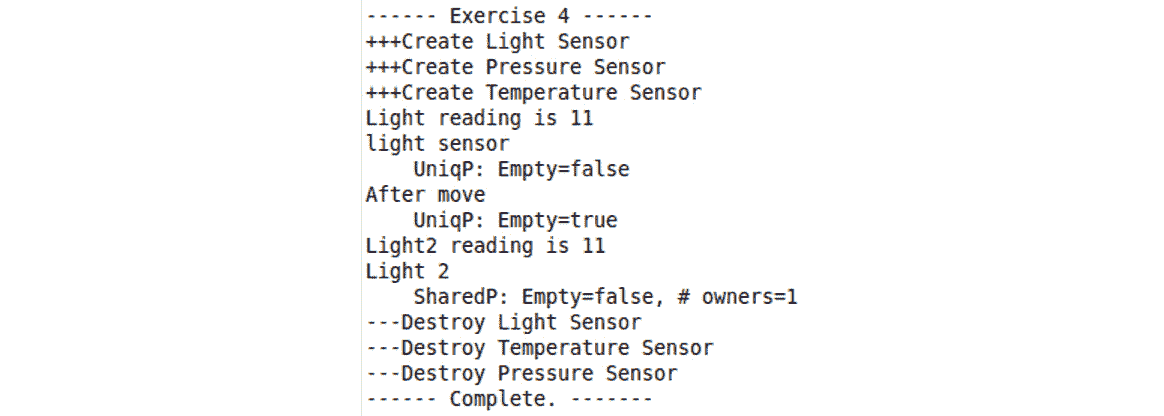 ------ Exercise 4 ------
+++Create Light Sensor
+++Create Pressure Sensor
+++Create Temperature Sensor
Light reading is 11
light sensor
    UniqP: Empty=false
After move
    UniqP: Empty=true
Light2 reading is 11
Light 2
    SharedP: Empty=false, # owners=1
---Destroy Light Sensor
---Destroy Temperature Sensor
---Destroy Pressure Sensor
------ Complete. -------